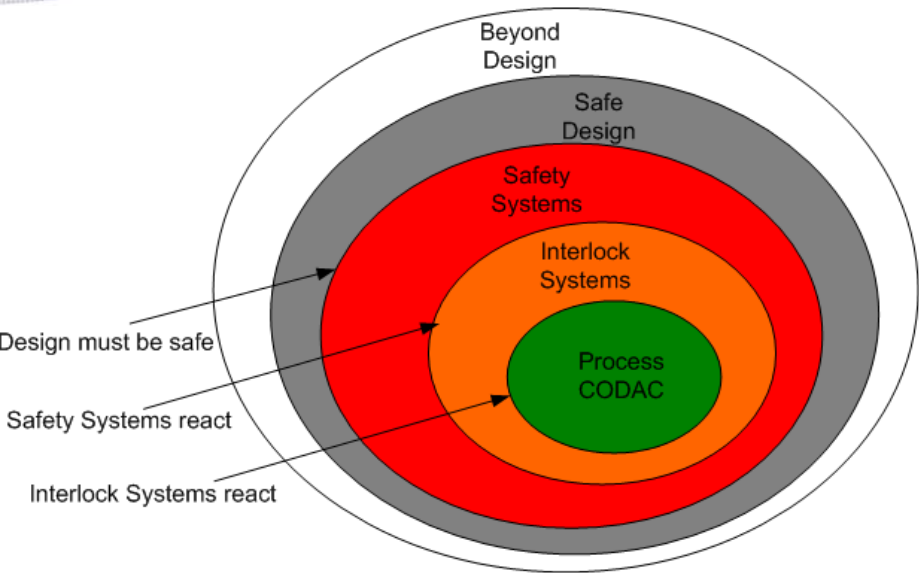 Beyond
Design
Safe
Design
Safety
Systems
Interlock
Systems
Process
CODAC
Design must be safe
Safety Systems react
Interlock Systems react